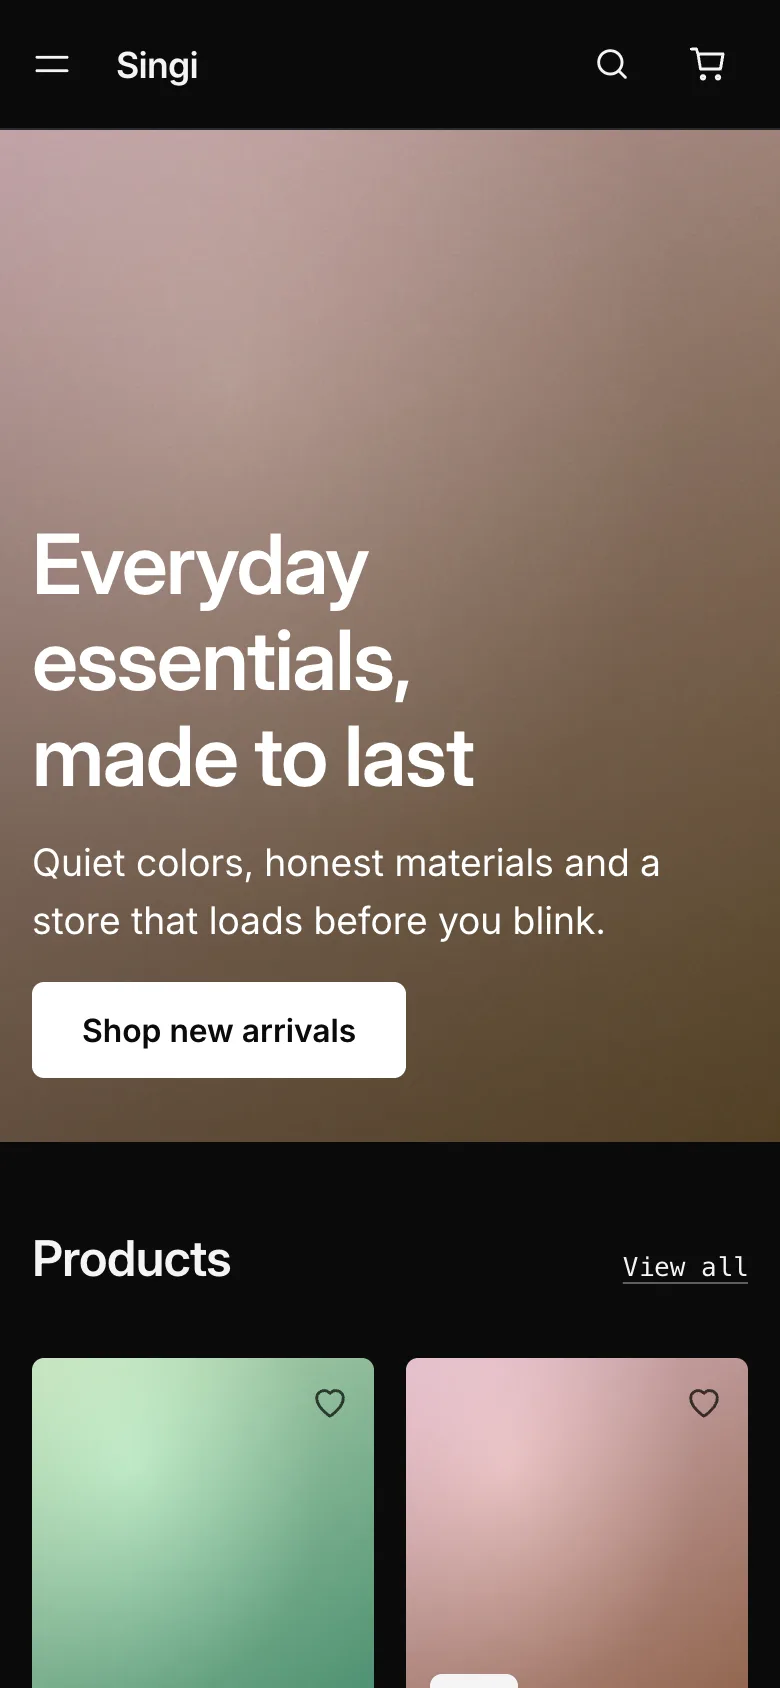 Singi
Everyday
essentials,
made to last
Quiet colors, honest materials and a
store that loads before you blink.
Shop new arrivals
Products
View all